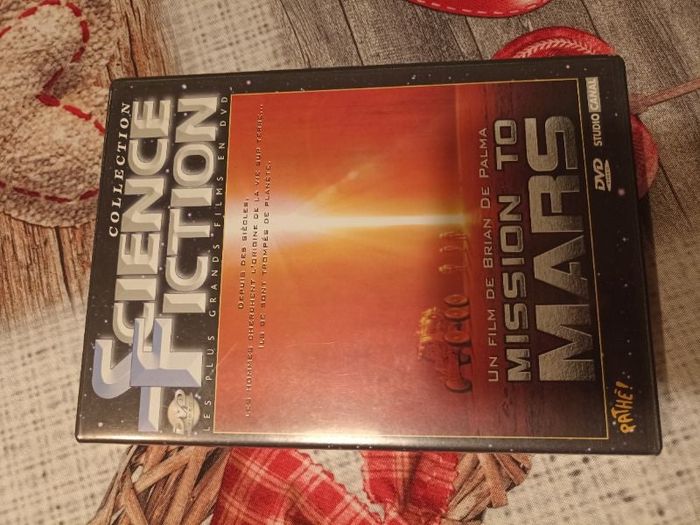 COLLECTION
SCIENCE
FICTION
LES PLUS GRANDS FILMS EN DVD
DVD
DEPUIS DES SIÈCLES,
LES HOMMES CHERCHENT L'ORIGINE DE LA VIE SUR TERRE...
ILS SE SONT TROMPÉS DE PLANÈTE.
UN FILM DE BRIAN DE PALMA
MISSION TO
MARS
PATHE!
DVD
STUDIO CANAL